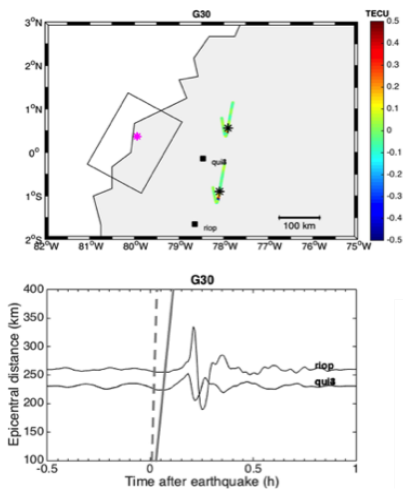 G30
TECU
3°N
2°N
1°N
0°
1°S
2°S
82°W 81°W 80°W 79°W 78°W 77°W 76°W 75°W
riop
100 km
0.5
0.4
0.3
0.2
0.1
0
-0.1
-0.2
-0.3
-0.4
-0.5
G30
Epicentral distance (km)
400
350
300
250
200
150
100
riop
-0.5 0 0.5 1
Time after earthquake (h)